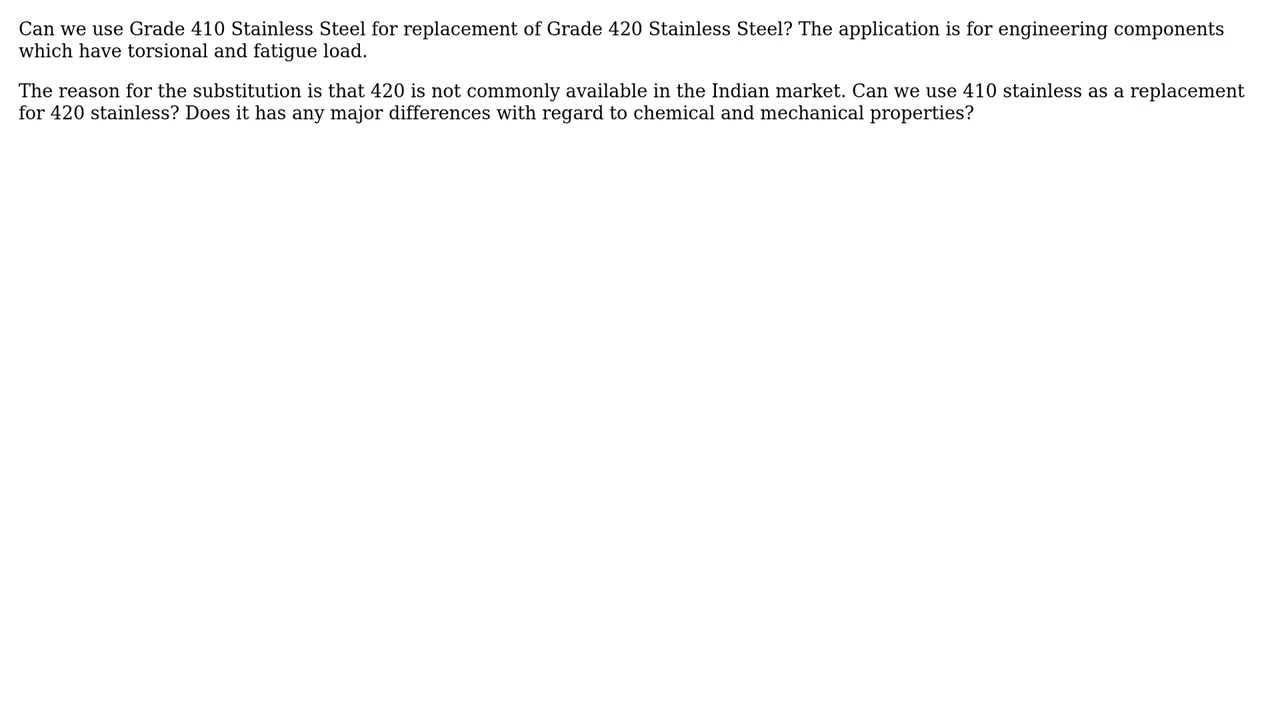 Can we use Grade 410 Stainless Steel for replacement of Grade 420 Stainless Steel? The application is for engineering components
which have torsional and fatigue load.
The reason for the substitution is that 420 is not commonly available in the Indian market. Can we use 410 stainless as a replacement
for 420 stainless? Does it has any major differences with regard to chemical and mechanical properties?